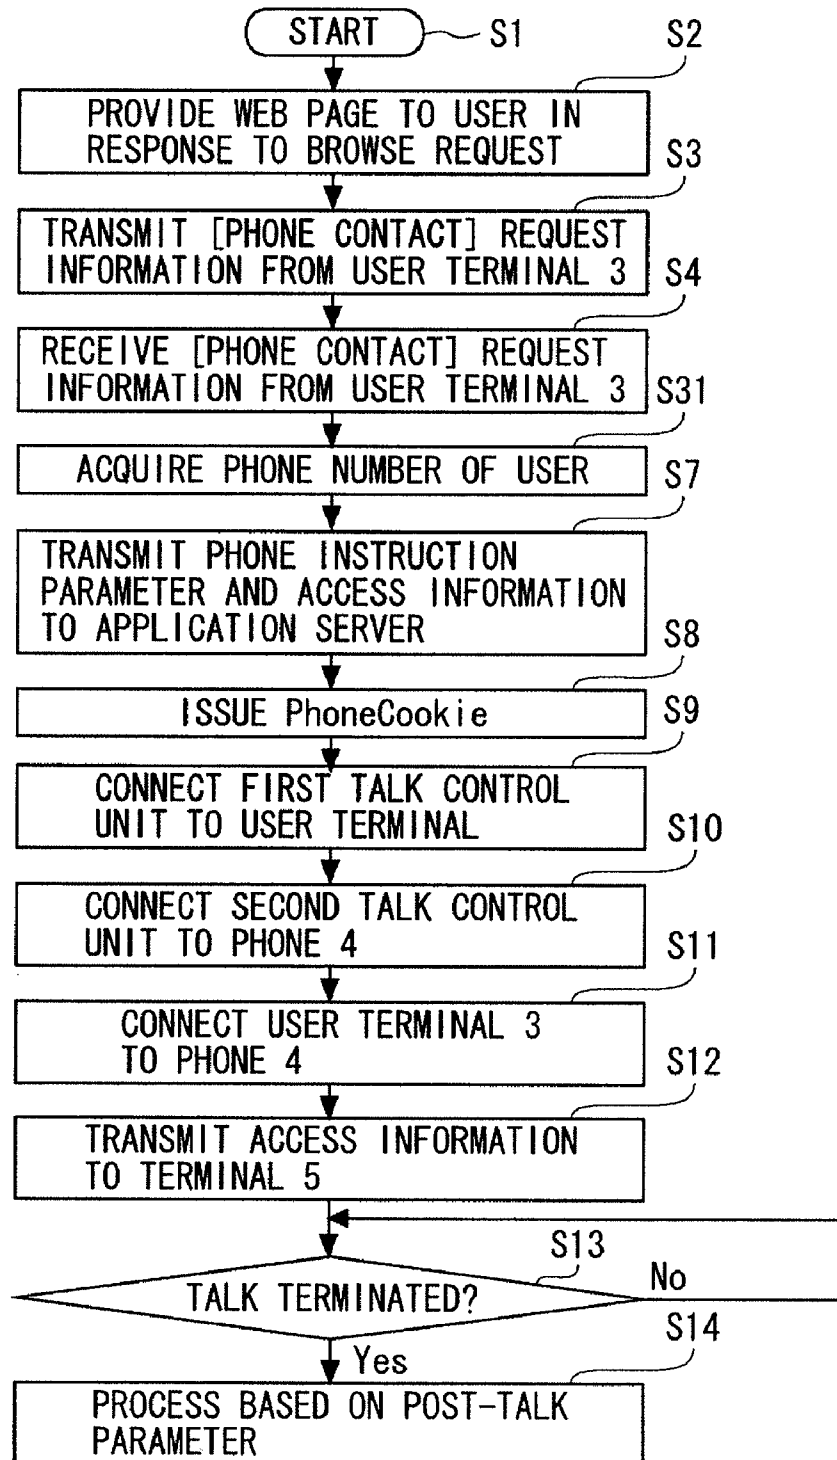 START
S1
S2
PROVIDE WEB PAGE TO USER IN
RESPONSE TO BROWSE REQUEST
S3
TRANSMIT [PHONE CONTACT] REQUEST
INFORMATION FROM USER TERMINAL 3
S4
RECEIVE [PHONE CONTACT] REQUEST
INFORMATION FROM USER TERMINAL 3
S31
ACQUIRE PHONE NUMBER OF USER
S7
TRANSMIT PHONE INSTRUCTION
PARAMETER AND ACCESS INFORMATION
TO APPLICATION SERVER
S8
ISSUE PhoneCookie
S9
CONNECT FIRST TALK CONTROL
UNIT TO USER TERMINAL
S10
CONNECT SECOND TALK CONTROL
UNIT TO PHONE 4
S11
CONNECT USER TERMINAL 3
TO PHONE 4
S12
TRANSMIT ACCESS INFORMATION
TO TERMINAL 5
S13
TALK TERMINATED?
No
Yes
S14
PROCESS BASED ON POST-TALK
PARAMETER